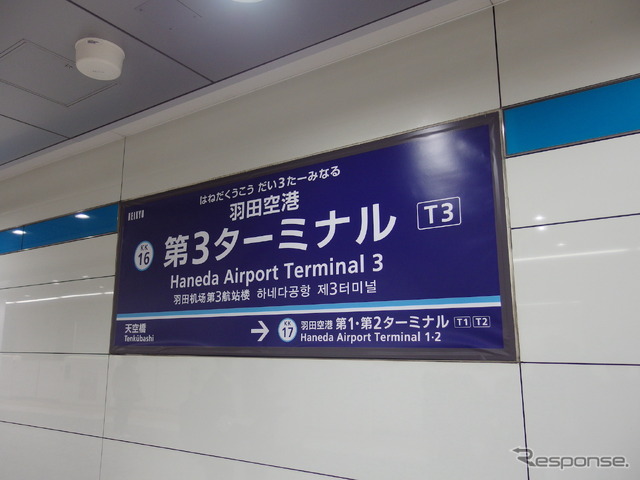 はねだくうこう だい3たーみなる
KEIKYU
羽田空港
KK
16
第3ターミナル
T3
Haneda Airport Terminal 3
羽田机场第3航站楼 하네다공항 제3터미널
天空橋
Tenkūbashi
→
KK
17
羽田空港 第1・第2ターミナル T1 T2
Haneda Airport Terminal 1·2
Response.